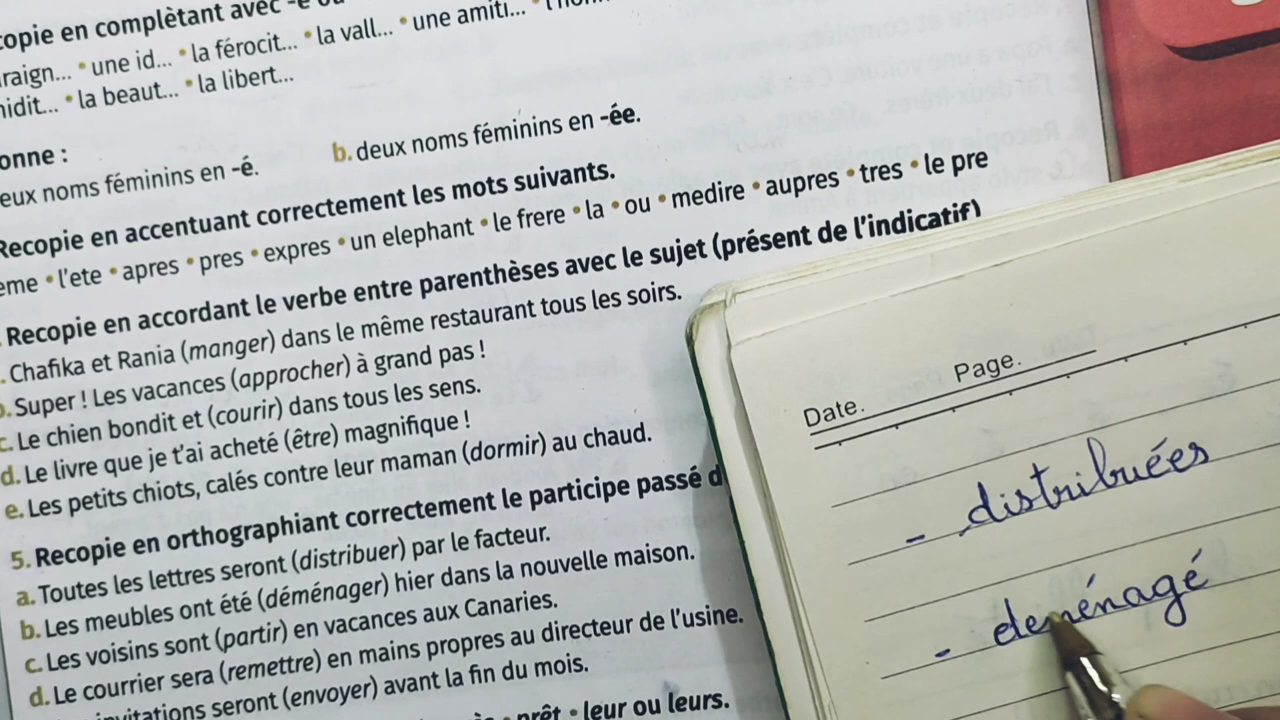 copie en complètant avec -é ou
raign... • une id... • la férocit... • la vall... • une amiti...
nidit... • la beaut... • la libert...
onne :
eux noms féminins en -é.
b. deux noms féminins en -ée.
Recopie en accentuant correctement les mots suivants.
eme • l'ete • apres • pres • expres • un elephant • le frere • la • ou • medire • aupres • tres • le pre
Recopie en accordant le verbe entre parenthèses avec le sujet (présent de l'indicatif)
. Chafika et Rania (manger) dans le même restaurant tous les soirs.
b. Super ! Les vacances (approcher) à grand pas !
c. Le chien bondit et (courir) dans tous les sens.
d. Le livre que je t'ai acheté (être) magnifique !
e. Les petits chiots, calés contre leur maman (dormir) au chaud.
5. Recopie en orthographiant correctement le participe passé d
a. Toutes les lettres seront (distribuer) par le facteur.
b. Les meubles ont été (déménager) hier dans la nouvelle maison.
c. Les voisins sont (partir) en vacances aux Canaries.
d. Le courrier sera (remettre) en mains propres au directeur de l'usine.
invitations seront (envoyer) avant la fin du mois.
• prêt • leur ou leurs.
Date. Page.
- distribuées
- deménagé